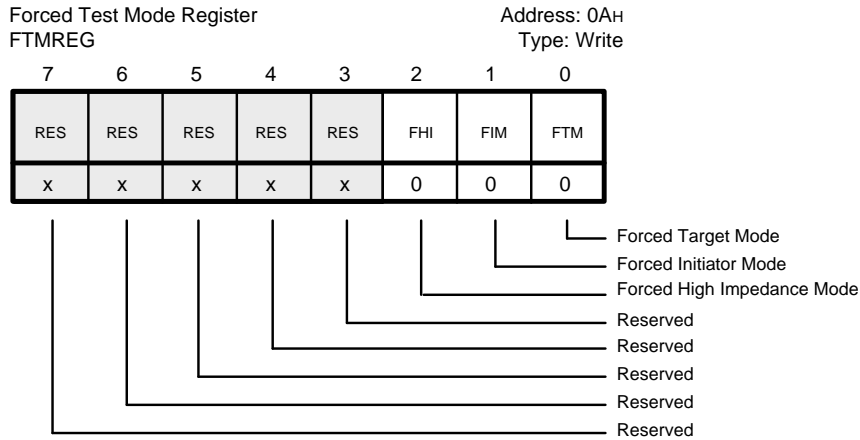 Forced Test Mode Register Address: 0AH
FTMREG Type: Write
7 6 5 4 3 2 1 0
RES RES RES RES RES FHI FIM FTM
x x x x x 0 0 0
Forced Target Mode
Forced Initiator Mode
Forced High Impedance Mode
Reserved
Reserved
Reserved
Reserved
Reserved